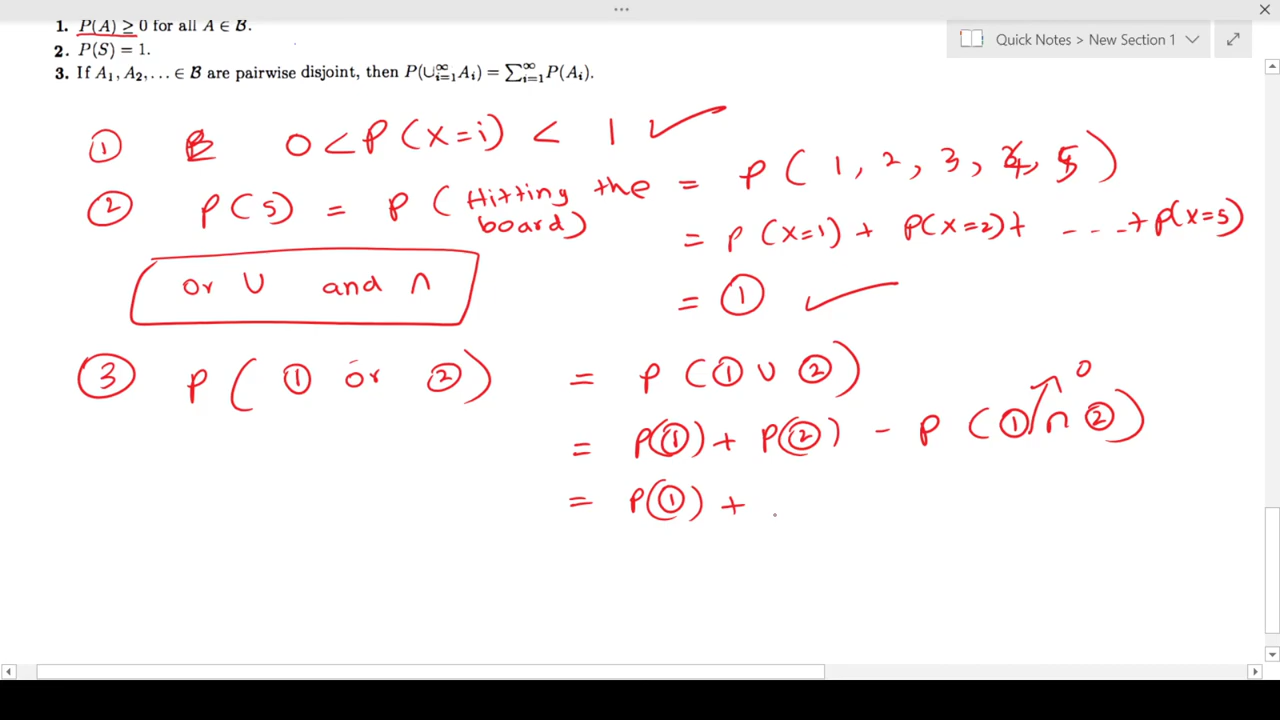 1. P(A) ≥ 0 for all A ∈ B.
Quick Notes > New Section 1
2. P(S) = 1.
3. If A₁, A₂, ... ∈ B are pairwise disjoint, then P(∪ᵢ₌₁^∞ Aᵢ) = ∑ᵢ₌₁^∞ P(Aᵢ).
① 0 < P(X=i) < 1 ✓
② P(S) = P(Hitting the board) = P(1, 2, 3, 4, 5)
= P(X=1) + P(X=2) + ... + P(X=5)
or ∪ and ∩
= ① ✓
③ P(① or ②) = P(① ∪ ②)
= P(①) + P(②) - P(① ∩ ②) 0
= P(①) +